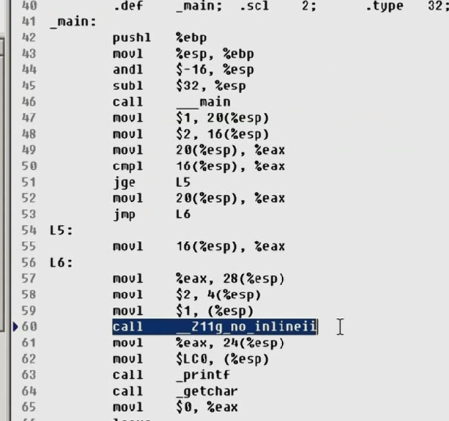 40 .def _main; .scl 2; .type 32;
41 _main:
42 pushl %ebp
43 movl %esp, %ebp
44 andl $-16, %esp
45 subl $32, %esp
46 call ___main
47 movl $1, 20(%esp)
48 movl $2, 16(%esp)
49 movl 20(%esp), %eax
50 cmpl 16(%esp), %eax
51 jge L5
52 movl 20(%esp), %eax
53 jmp L6
54 L5:
55 movl 16(%esp), %eax
56 L6:
57 movl %eax, 28(%esp)
58 movl $2, 4(%esp)
59 movl $1, (%esp)
60 call __Z11g_no_inlineii
61 movl %eax, 24(%esp)
62 movl $LC0, (%esp)
63 call _printf
64 call _getchar
65 movl $0, %eax